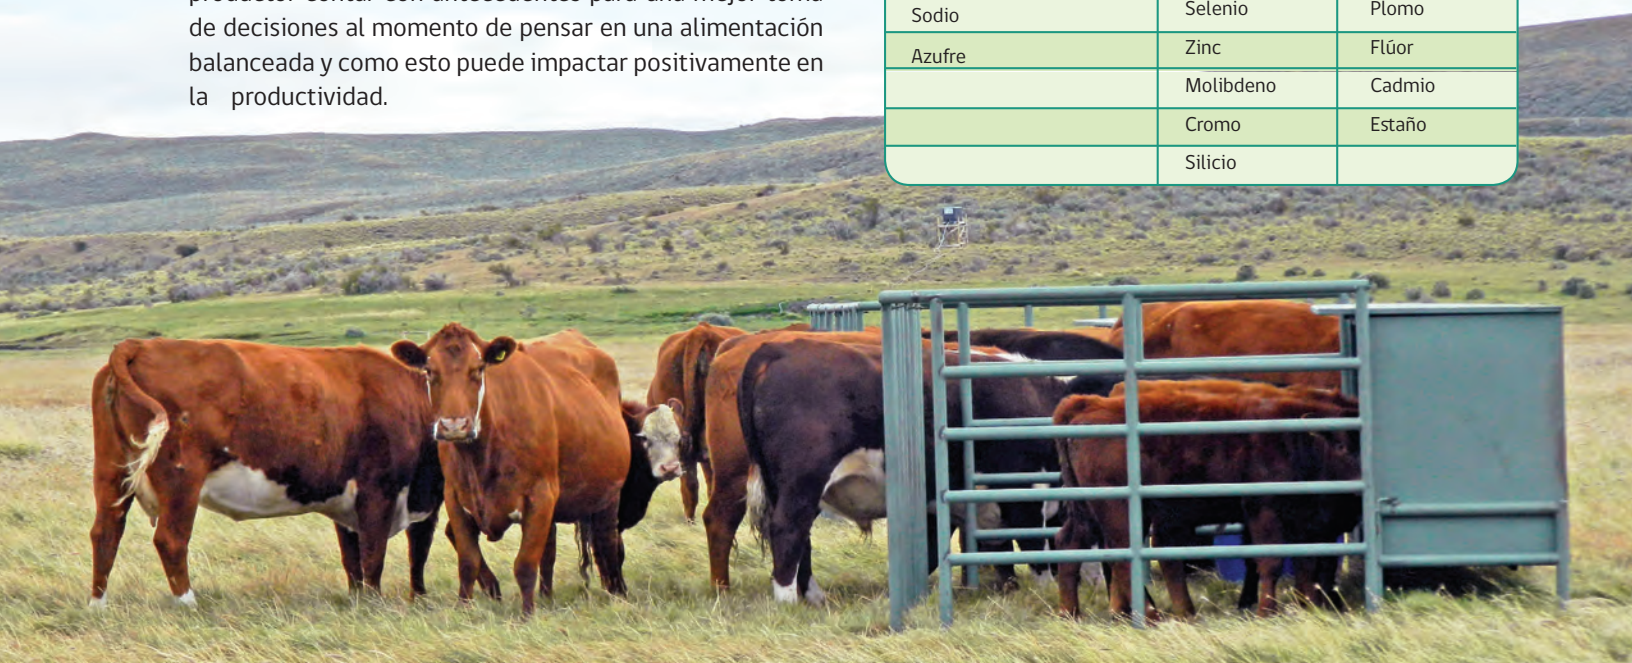 de decisiones al momento de pensar en una alimentación
balanceada y como esto puede impactar positivamente en
la productividad.
Sodio Selenio Plomo
Azufre Zinc Flúor
Molibdeno Cadmio
Cromo Estaño
Silicio